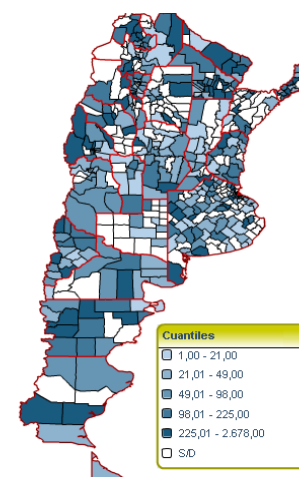 Cuantiles
1,00 - 21,00
21,01 - 49,00
49,01 - 98,00
98,01 - 225,00
225,01 - 2.678,00
S/D